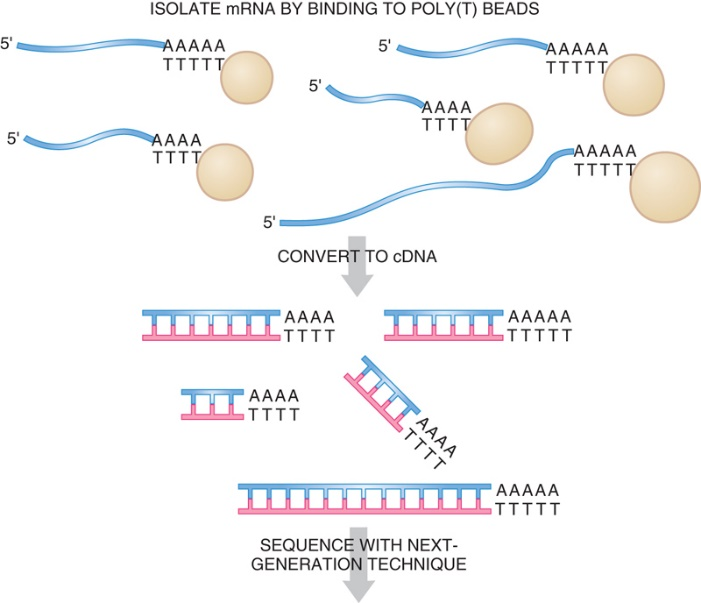 ISOLATE mRNA BY BINDING TO POLY(T) BEADS
5'
AAAAA
TTTTT
5'
AAAAA
TTTTT
5'
AAAA
TTTT
5'
AAAA
TTTT
AAAAA
TTTTT
5'
CONVERT TO cDNA
AAAA
TTTT
AAAAA
TTTTT
AAAA
TTTT
AAAA
TTTT
AAAAA
TTTTT
SEQUENCE WITH NEXT-
GENERATION TECHNIQUE